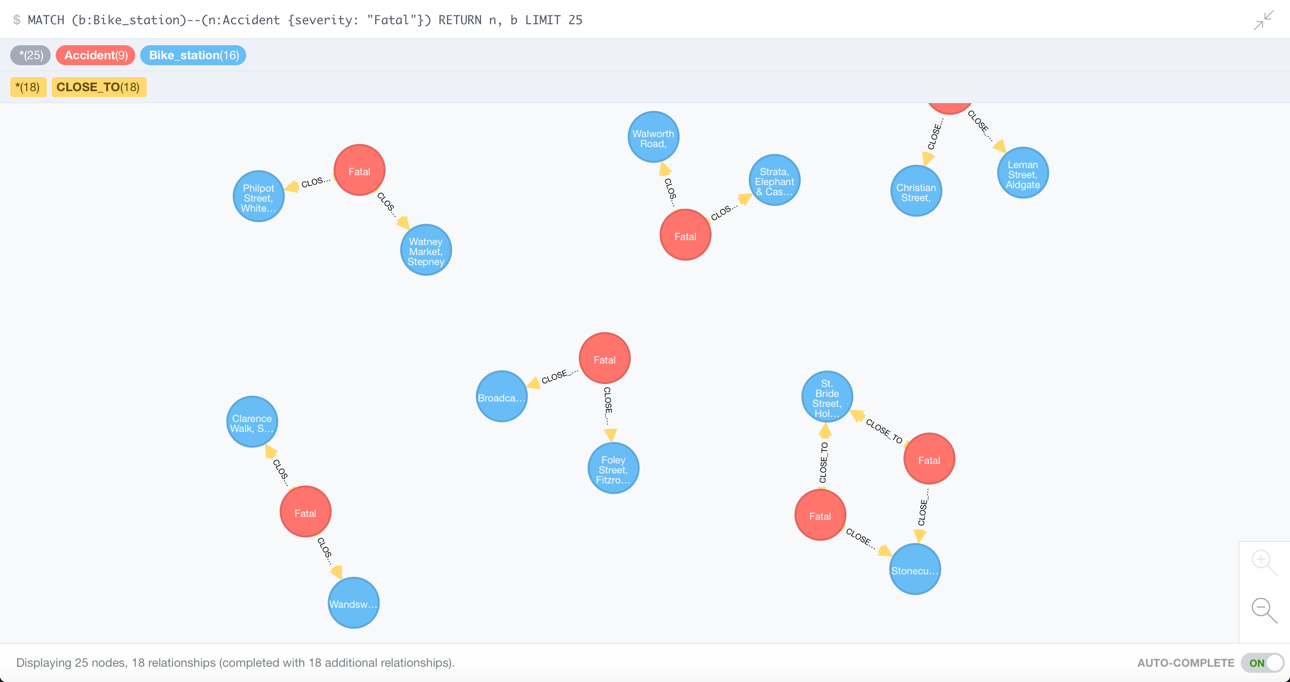 $ MATCH (b:Bike_station)--(n:Accident {severity: "Fatal"}) RETURN n, b LIMIT 25
*(25) Accident(9) Bike_station(16)
*(18) CLOSE_TO(18)
Philpot
Street,
White...
CLOS...
Fatal
CLOS...
Watney
Market,
Stepney
Walworth
Road,
CLOS...
Fatal
CLOS...
Strata,
Elephant
& Cas...
CLOSE...
CLOSE...
Christian
Street,
Leman
Street,
Aldgate
Clarence
Walk, S...
CLOS...
Fatal
CLOS...
Wandsw...
Broadca...
CLOSE_...
Fatal
CLOSE_...
Foley
Street,
Fitzro...
St.
Bride
Street,
Hol...
CLOSE_TO
Fatal
CLOSE_TO
Fatal
CLOSE...
CLOSE_...
Stonecu...
Displaying 25 nodes, 18 relationships (completed with 18 additional relationships).
AUTO-COMPLETE ON